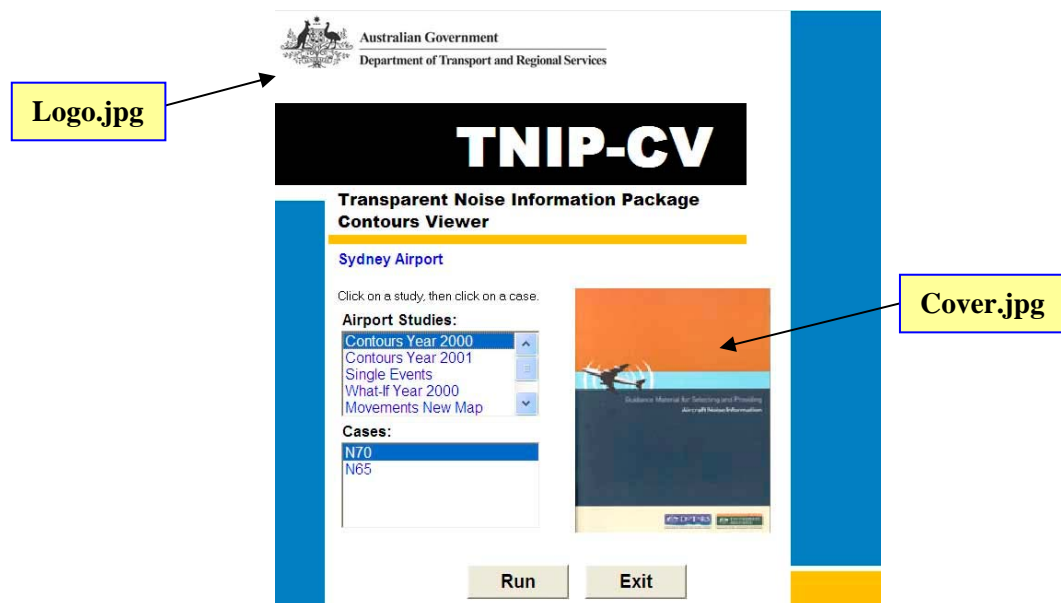 Australian Government
Department of Transport and Regional Services
Logo.jpg
TNIP-CV
Transparent Noise Information Package
Contours Viewer
Sydney Airport
Click on a study, then click on a case.
Airport Studies:
Contours Year 2000
Contours Year 2001
Single Events
What-If Year 2000
Movements New Map
Cases:
N70
N65
Cover.jpg
Guidance Material for Selecting and Providing
Aircraft Noise Information
Run
Exit